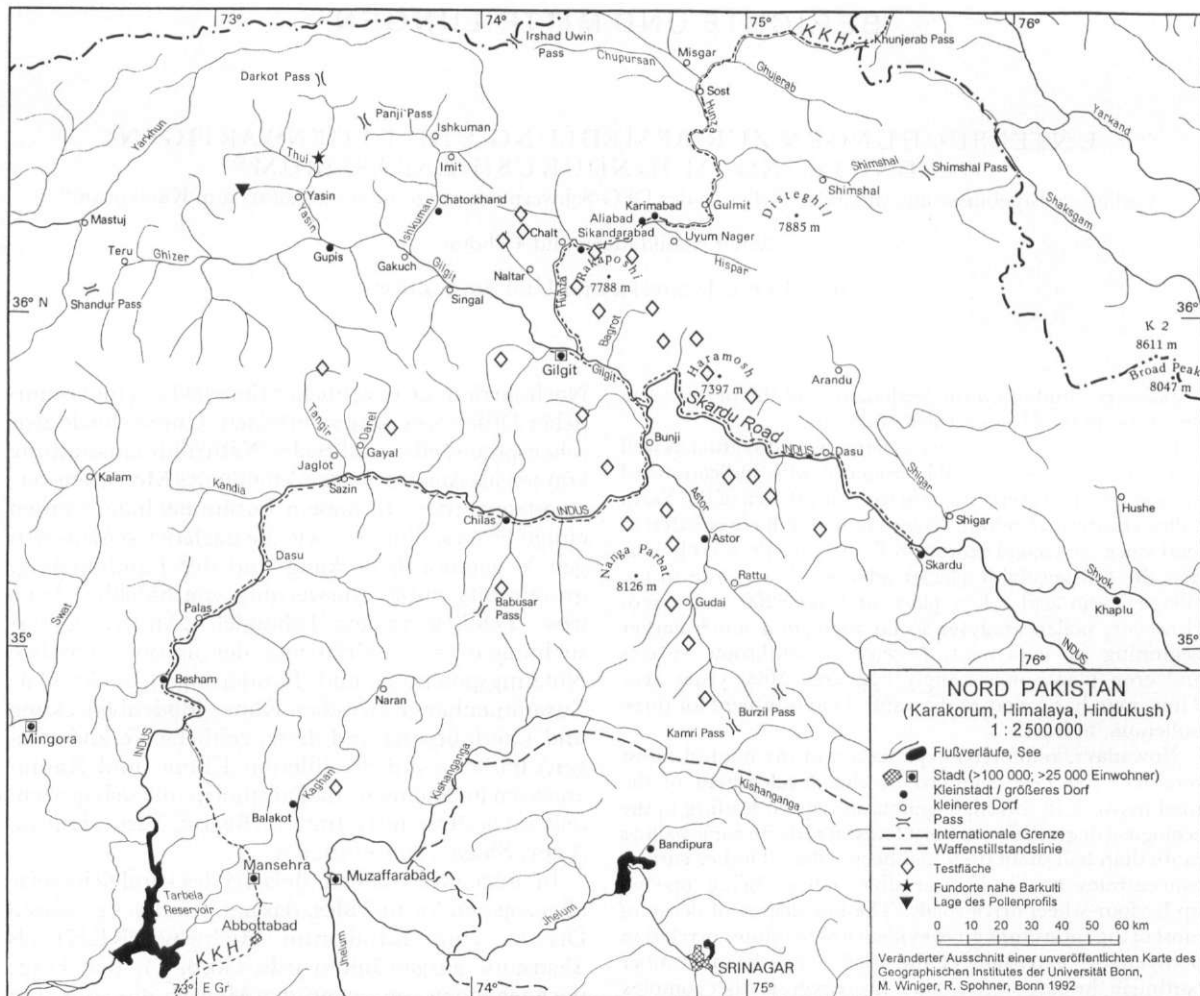 73°
74°
75°
76°
Irshad Uwin
Pass
Chupursan
Misgar
KKH
Khunjerab Pass
Darkot Pass
Ghujerab
Sost
Hunza
Panji Pass
Ishkuman
Yarkhun
Yarkand
Thui
Imit
Shimshal
Shimshal Pass
Yasin
Chatorkhand
Karimabad
Shimshal
Shaksgam
Mastuj
Yasin
Ishkuman
Aliabad
Gulmit
Disteghil
7885 m
Chalt
Sikandarabad
Uyum Nager
Teru
Ghizer
Gupis
Gakuch
Gilgit
Naltar
Rakaposhi
Hispar
7788 m
Hunza
Shandur Pass
Singal
36° N
36°
Bagrot
K 2
8611 m
Gilgit
Gilgit
Haramosh
7397 m
Arandu
Broad Peak
8047 m
Skardu Road
Tangir
Darel
Gayal
Bunji
INDUS
Dasu
Jaglot
Kalam
Kandia
Sazin
Shigar
Hushe
Chilas
INDUS
Astor
Shigar
Astor
Nanga Parbat
8126 m
Dasu
Rattu
Skardu
Shyok
Khaplu
Swat
Palas
Babusar
Pass
Gudai
35°
35°
INDUS
Besham
Naran
Burzil Pass
Kamri Pass
Mingora
INDUS
Kaghan
Kishanganga
Kishanganga
Balakot
Bandipura
Mansehra
Muzaffarabad
Tarbela
Reservoir
Abbottabad
Jhelum
Jhelum
KKH
SRINAGAR
73° E Gr
74°
75°
76°
NORD PAKISTAN
(Karakorum, Himalaya, Hindukush)
1 : 2 500 000
Flußverläufe, See
Stadt (>100 000; >25 000 Einwohner)
Kleinstadt / größeres Dorf
kleineres Dorf
Pass
Internationale Grenze
Waffenstillstandslinie
Testfläche
Fundorte nahe Barkulti
Lage des Pollenprofils
0 10 20 30 40 50 60 km
Veränderter Ausschnitt einer unveröffentlichten Karte des
Geographischen Institutes der Universität Bonn,
M. Winiger, R. Spohner, Bonn 1992